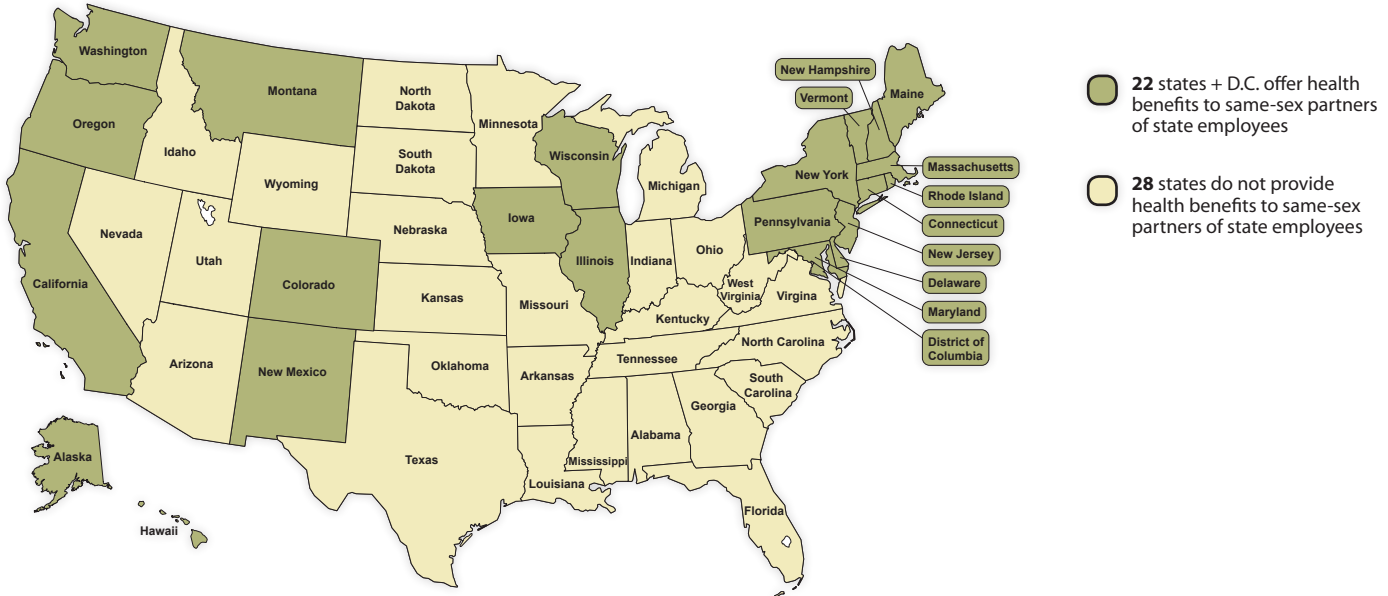 Washington
Oregon
California
Nevada
Idaho
Montana
Wyoming
Utah
Colorado
Arizona
New Mexico
North
Dakota
South
Dakota
Nebraska
Kansas
Oklahoma
Texas
Minnesota
Iowa
Missouri
Arkansas
Louisiana
Wisconsin
Illinois
Michigan
Indiana
Ohio
Kentucky
Tennessee
Mississippi
Alabama
Georgia
Florida
South
Carolina
North Carolina
Virgina
West
Virginia
Pennsylvania
New York
Vermont
New Hampshire
Maine
Massachusetts
Rhode Island
Connecticut
New Jersey
Delaware
Maryland
District of
Columbia
Alaska
Hawaii
22 states + D.C. offer health
benefits to same-sex partners
of state employees
28 states do not provide
health benefits to same-sex
partners of state employees